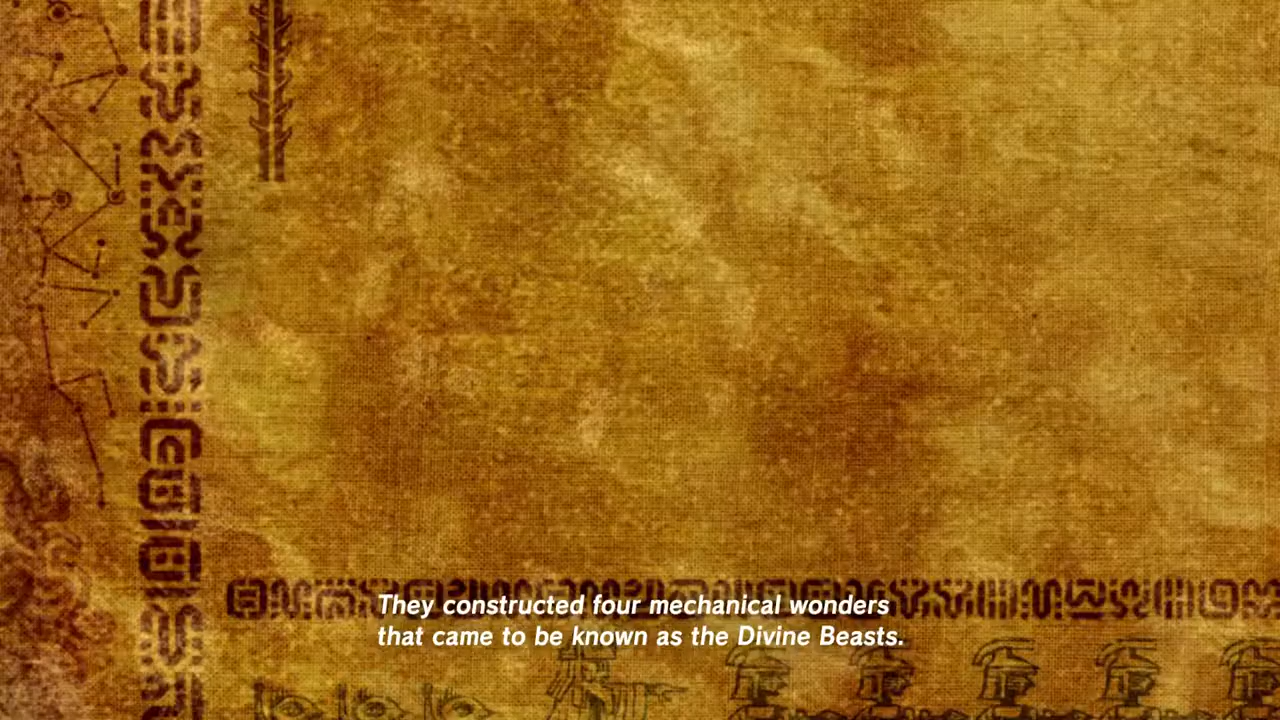 They constructed four mechanical wonders
that came to be known as the Divine Beasts.